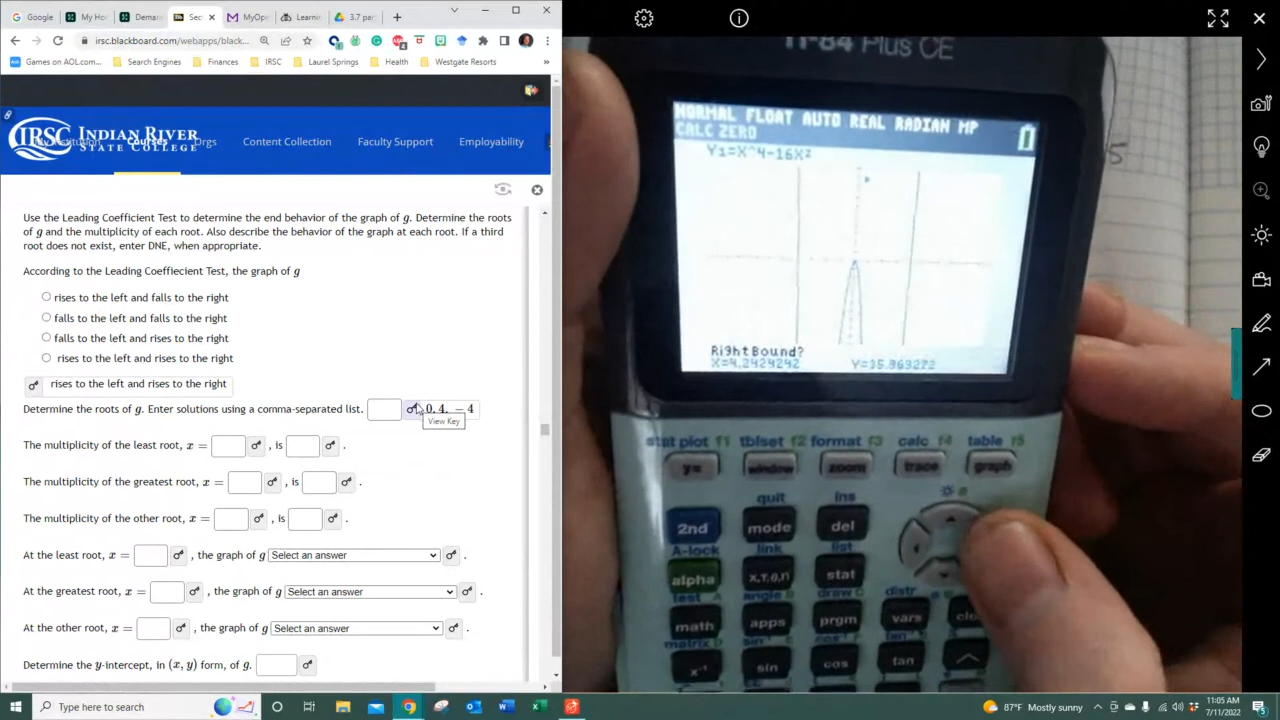 Google
My Ho
Demar
Sec
MyOpe
Learnin
3.7 par
irsc.blackboard.com/webapps/black...
Games on AOL.com...
Search Engines
Finances
IRSC
Laurel Springs
Health
Westgate Resorts
IRSC INDIAN RIVER
STATE COLLEGE
My Institution
Courses
Orgs
Content Collection
Faculty Support
Employability
Use the Leading Coefficient Test to determine the end behavior of the graph of g. Determine the roots
of g and the multiplicity of each root. Also describe the behavior of the graph at each root. If a third
root does not exist, enter DNE, when appropriate.
According to the Leading Coeffiecient Test, the graph of g
rises to the left and falls to the right
falls to the left and falls to the right
falls to the left and rises to the right
rises to the left and rises to the right
rises to the left and rises to the right
Determine the roots of g. Enter solutions using a comma-separated list. 0, 4, − 4
View Key
The multiplicity of the least root, x = , is .
The multiplicity of the greatest root, x = , is .
The multiplicity of the other root, x = , is .
At the least root, x = , the graph of g Select an answer .
At the greatest root, x = , the graph of g Select an answer .
At the other root, x = , the graph of g Select an answer .
Determine the y-intercept, in (x, y) form, of g.
TI-84 Plus CE
NORMAL FLOAT AUTO REAL RADIAN MP
CALC ZERO
Y1=X^4-16X²
Right Bound?
X=4.2424242
stat plot f1 tblset f2 format f3 calc f4 table f5
y= window zoom trace graph
quit ins
2nd mode del
A-lock link list
alpha X,T,θ,n stat
test A angle B draw C distr
math apps prgm vars
matrix D
x⁻¹ sin cos tan
Type here to search
87°F Mostly sunny
11:05 AM
7/11/2022